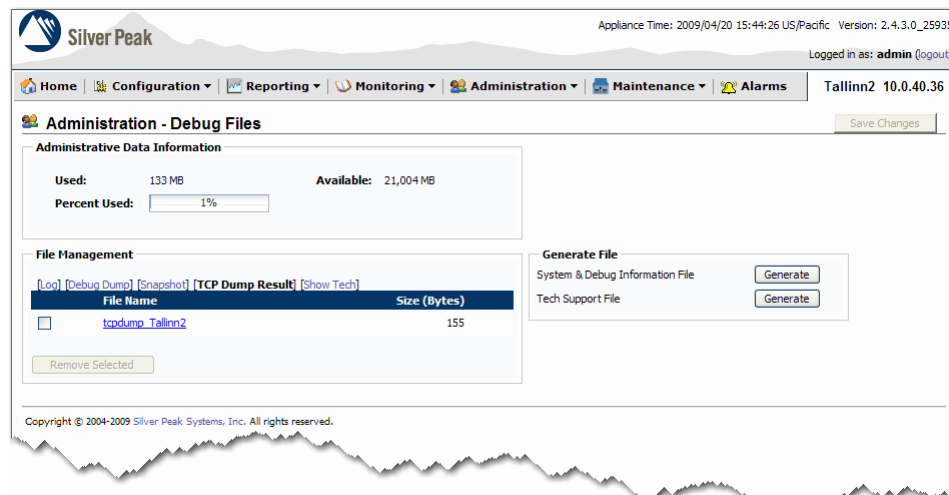 Silver Peak
Appliance Time: 2009/04/20 15:44:26 US/Pacific Version: 2.4.3.0_25935
Logged in as: admin (logout
Home Configuration Reporting Monitoring Administration Maintenance Alarms Tallinn2 10.0.40.36
Administration - Debug Files Save Changes
Administrative Data Information
Used: 133 MB Available: 21,004 MB
Percent Used: 1%
File Management
[Log] [Debug Dump] [Snapshot] [TCP Dump Result] [Show Tech]
File Name Size (Bytes)
tcpdump_Tallinn2 155
Remove Selected
Generate File
System & Debug Information File Generate
Tech Support File Generate
Copyright © 2004-2009 Silver Peak Systems, Inc. All rights reserved.